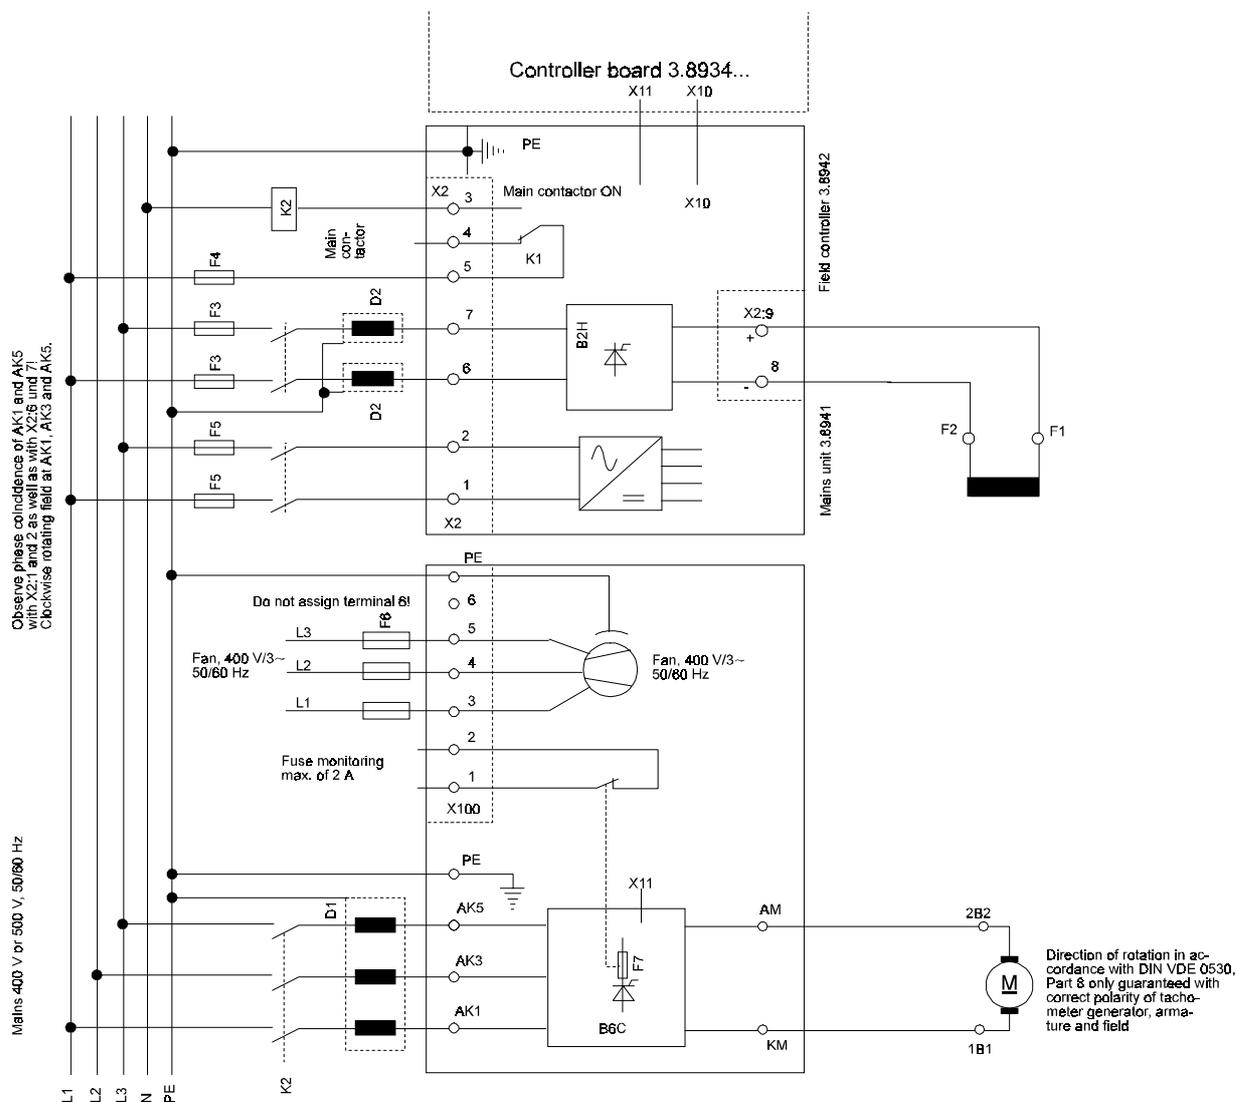 Controller board 3.8934...
X11
X10
PE
X2
3
Main contactor ON
X10
K2
Main
con-
tactor
4
K1
F4
5
Field controller 3.8942
F3
D2
7
B2H
X2:9
+
F3
6
8
-
D2
Observe phase coincidence of AK1 and AK5
with X2:1 and 2 as well as with X2:6 und 7!
Clockwise rotating field at AK1, AK3 and AK5.
F5
2
Mains unit 3.8941
F2
F1
F5
1
X2
PE
Do not assign terminal 6!
6
F6
L3
5
Fan, 400 V/3~
50/60 Hz
L2
4
Fan, 400 V/3~
50/60 Hz
L1
3
2
Fuse monitoring
max. of 2 A
1
X100
Mains 400 V or 500 V, 50/60 Hz
PE
X11
D1
AK5
AM
2B2
AK3
F7
M
Direction of rotation in ac-
cordance with DIN VDE 0530,
Part 8 only guaranteed with
correct polarity of tacho-
meter generator, arma-
ture and field
AK1
B6C
KM
1B1
L1
L2
L3
N
PE
K2